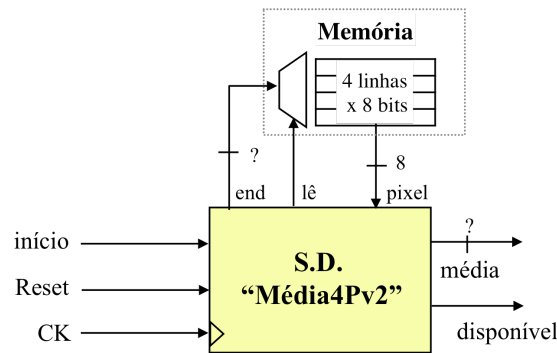 Memória
4 linhas
x 8 bits
?
8
end
lê
pixel
início
Reset
CK
S.D.
“Média4Pv2”
?
média
disponível